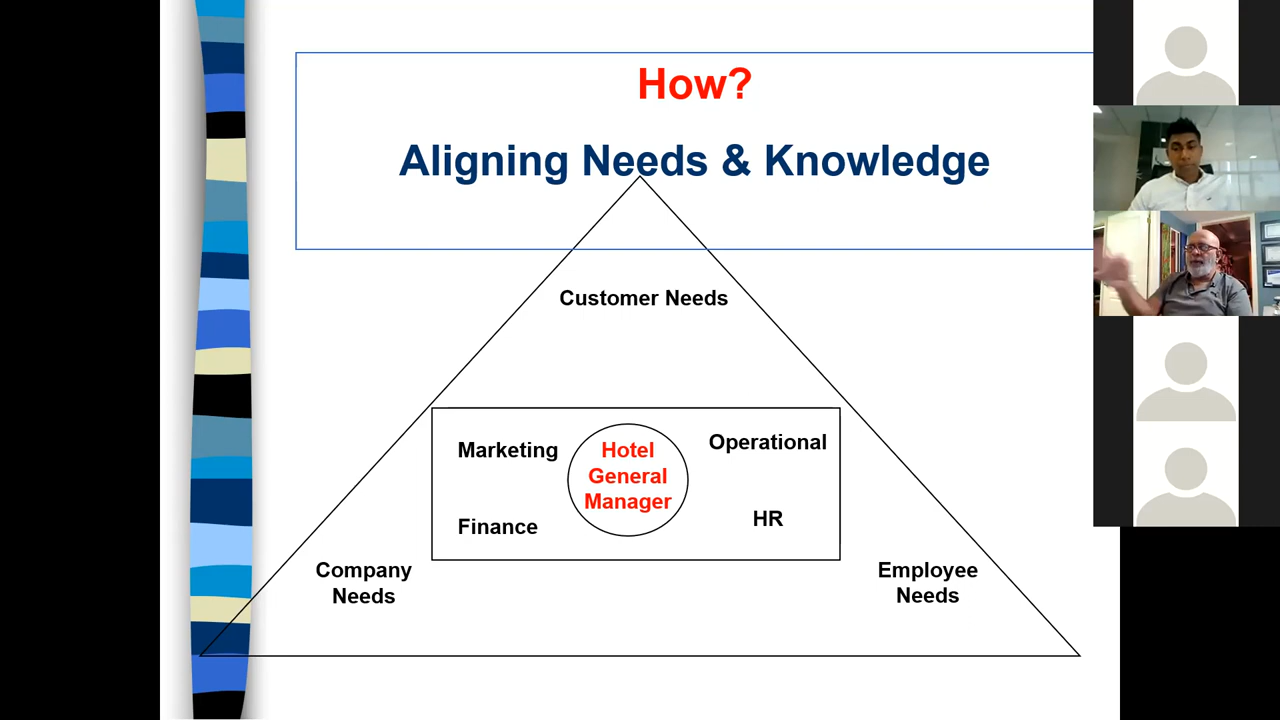 How?
Aligning Needs & Knowledge
Customer Needs
Marketing
Hotel
General
Manager
Operational
Finance
HR
Company
Needs
Employee
Needs